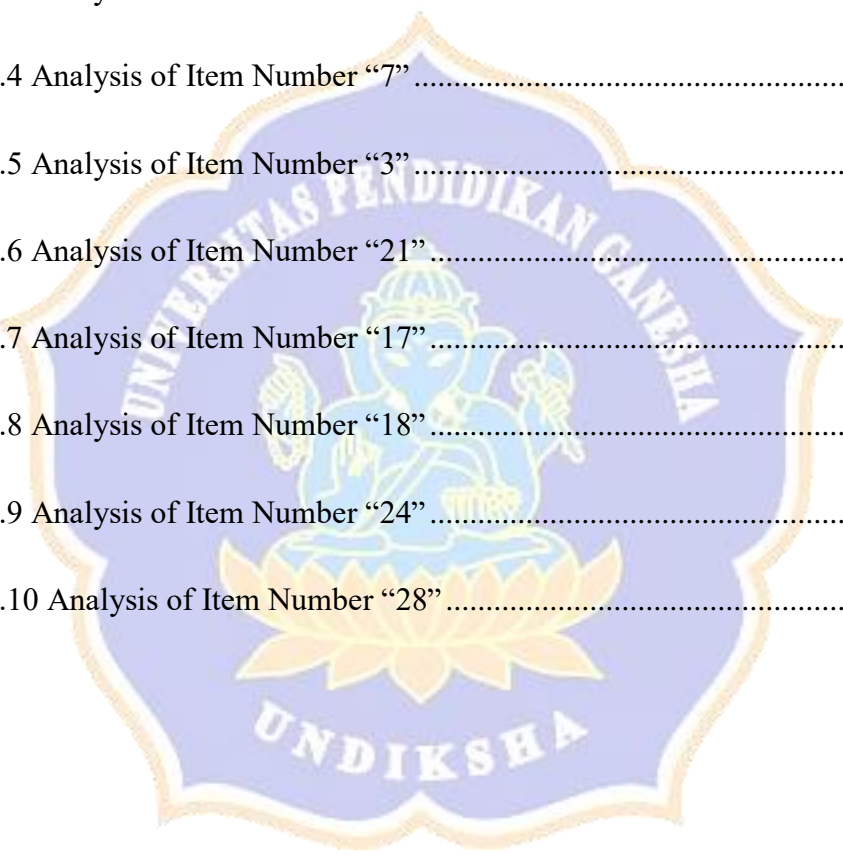 .4 Analysis of Item Number “7”..........................................................
.5 Analysis of Item Number “3”..........................................................
.6 Analysis of Item Number “21”........................................................
.7 Analysis of Item Number “17”........................................................
.8 Analysis of Item Number “18”........................................................
.9 Analysis of Item Number “24”........................................................
.10 Analysis of Item Number “28”......................................................
UNIVERSITAS PENDIDIKAN GANESHA
UNDIKSHA